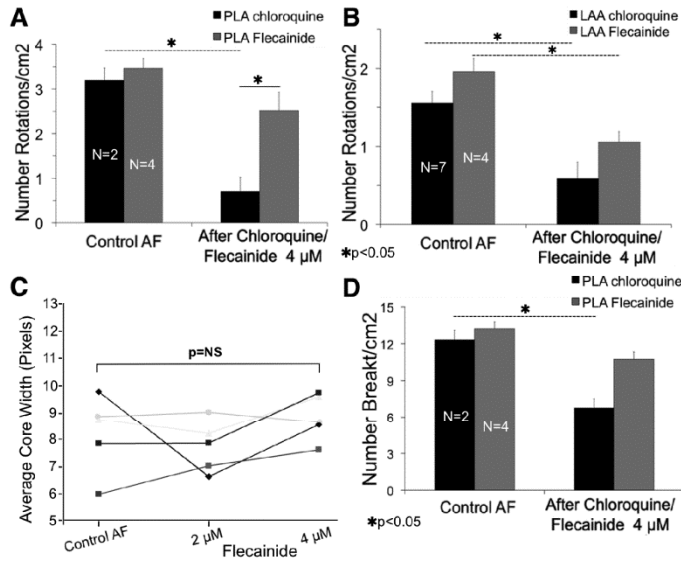 A
PLA chloroquine
PLA Flecainide
Number Rotations/cm2
4
3
2
1
0
*
*
N=2
N=4
Control AF
After Chloroquine/
Flecainide 4 µM
B
LAA chloroquine
LAA Flecainide
Number Rotations/cm2
2
1
0
*
*
N=7
N=4
Control AF
After Chloroquine/
Flecainide 4 µM
*p<0.05
C
Average Core Width (Pixels)
13
12
11
10
9
8
7
6
5
p=NS
Control AF
2 µM
4 µM
Flecainide
D
PLA chloroquine
PLA Flecainide
Number Breakt/cm2
15
12
9
6
3
0
*
N=2
N=4
Control AF
After Chloroquine/
Flecainide 4 µM
*p<0.05